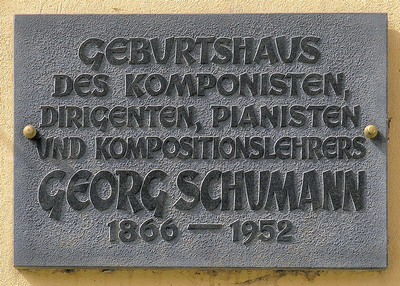 GEBURTSHAUS
DES KOMPONISTEN,
DIRIGENTEN, PIANISTEN
UND KOMPOSITIONSLEHRERS
GEORG SCHUMANN
1866 — 1952